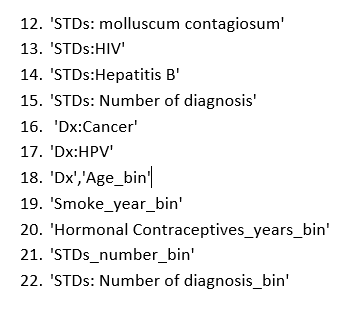 12. 'STDs: molluscum contagiosum'
13. 'STDs:HIV'
14. 'STDs:Hepatitis B'
15. 'STDs: Number of diagnosis'
16. 'Dx:Cancer'
17. 'Dx:HPV'
18. 'Dx','Age_bin'
19. 'Smoke_year_bin'
20. 'Hormonal Contraceptives_years_bin'
21. 'STDs_number_bin'
22. 'STDs: Number of diagnosis_bin'